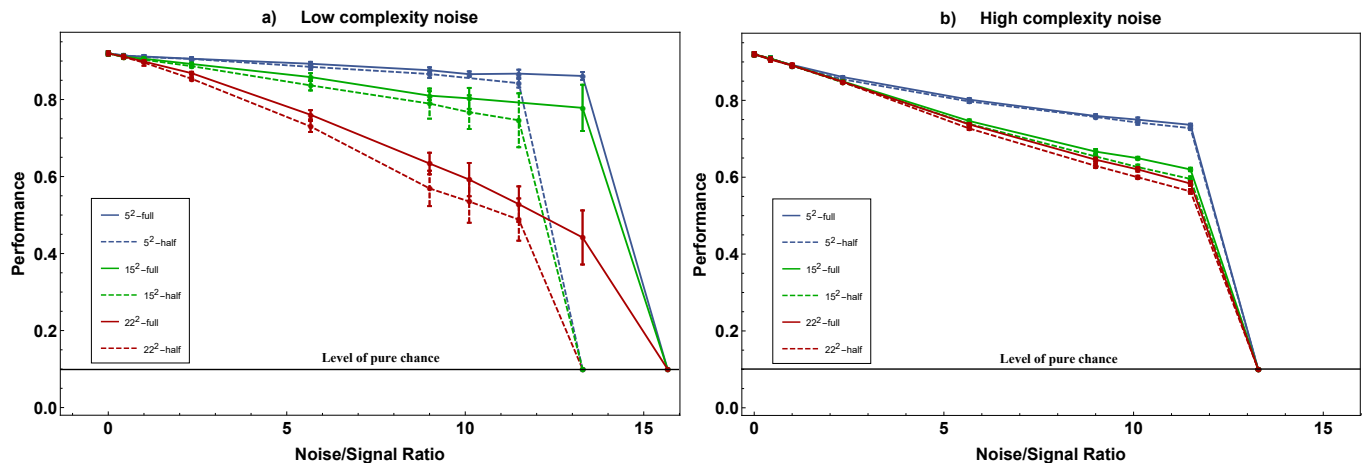 a) Low complexity noise
Performance
0.8
0.6
0.4
0.2
0.0
5²-full
5²-half
15²-full
15²-half
22²-full
22²-half
Level of pure chance
0 5 10 15
Noise/Signal Ratio
b) High complexity noise
Performance
0.8
0.6
0.4
0.2
0.0
5²-full
5²-half
15²-full
15²-half
22²-full
22²-half
Level of pure chance
0 5 10 15
Noise/Signal Ratio